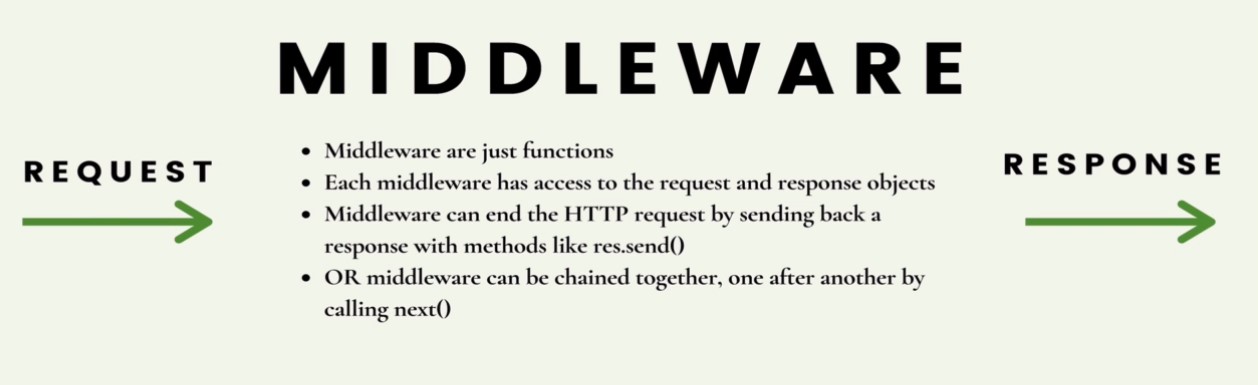 MIDDLEWARE
REQUEST
• Middleware are just functions
• Each middleware has access to the request and response objects
• Middleware can end the HTTP request by sending back a
response with methods like res.send()
• OR middleware can be chained together, one after another by
calling next()
RESPONSE